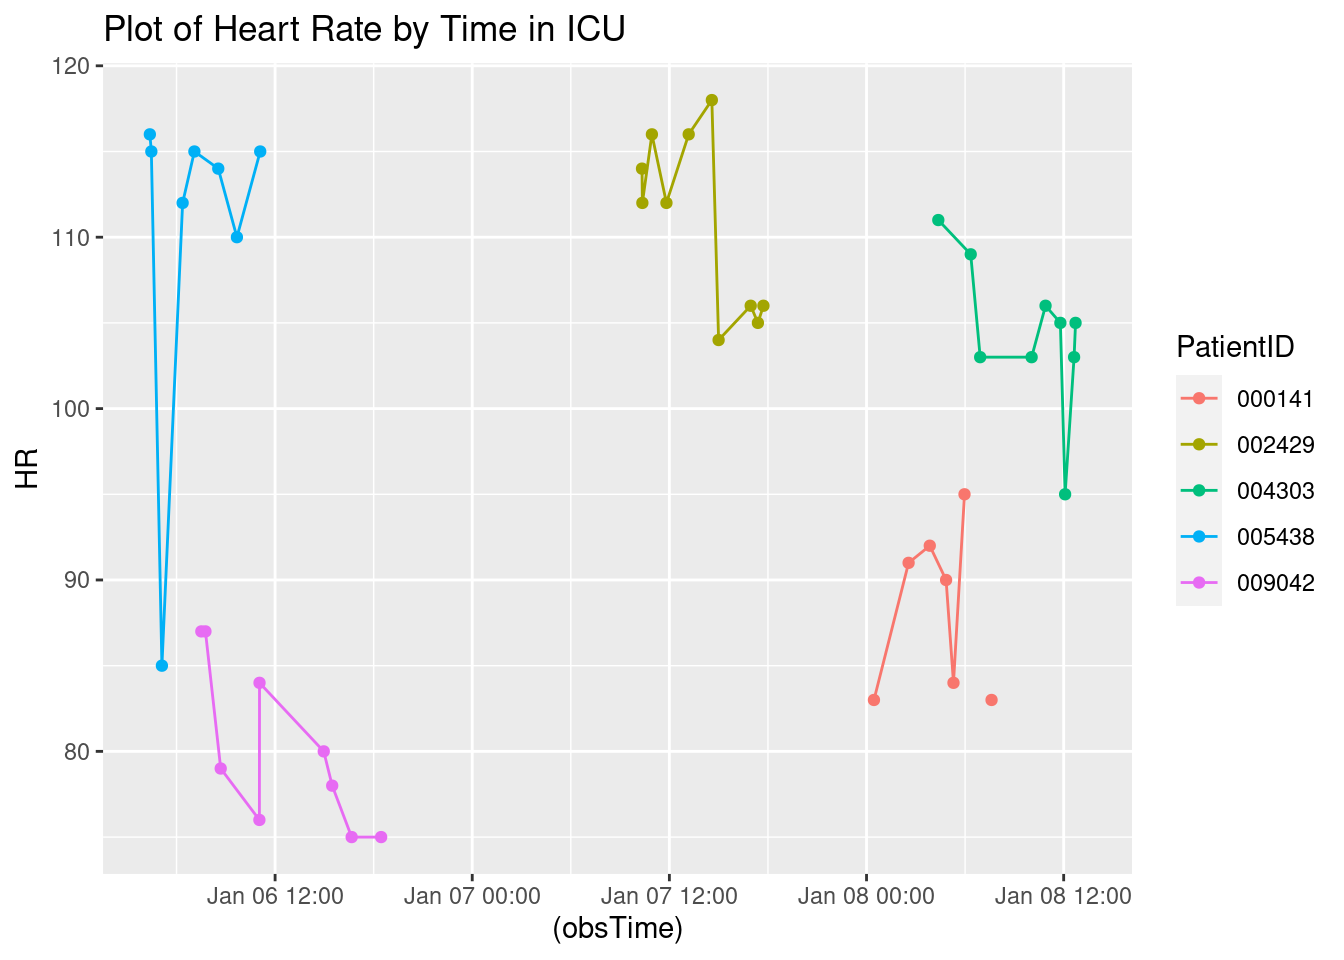 Plot of Heart Rate by Time in ICU
120
110
100
90
80
HR
Jan 06 12:00
Jan 07 00:00
Jan 07 12:00
Jan 08 00:00
Jan 08 12:00
(obsTime)
PatientID
000141
002429
004303
005438
009042